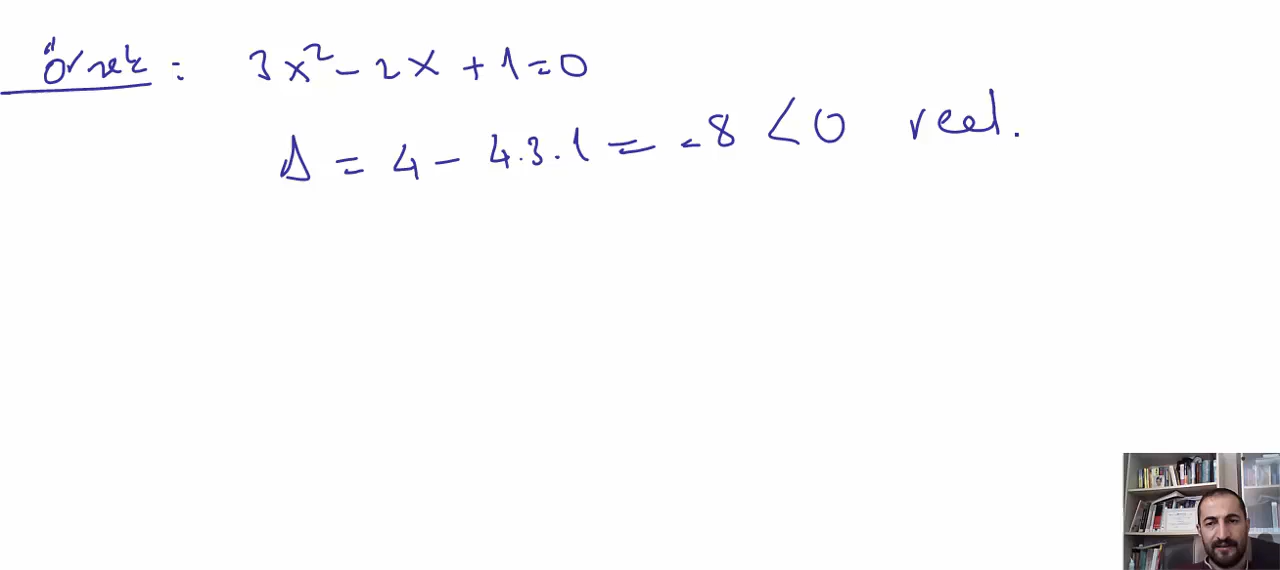 örnek : 3x² - 2x + 1 = 0
Δ = 4 - 4.3.1 = -8 < 0 reel.